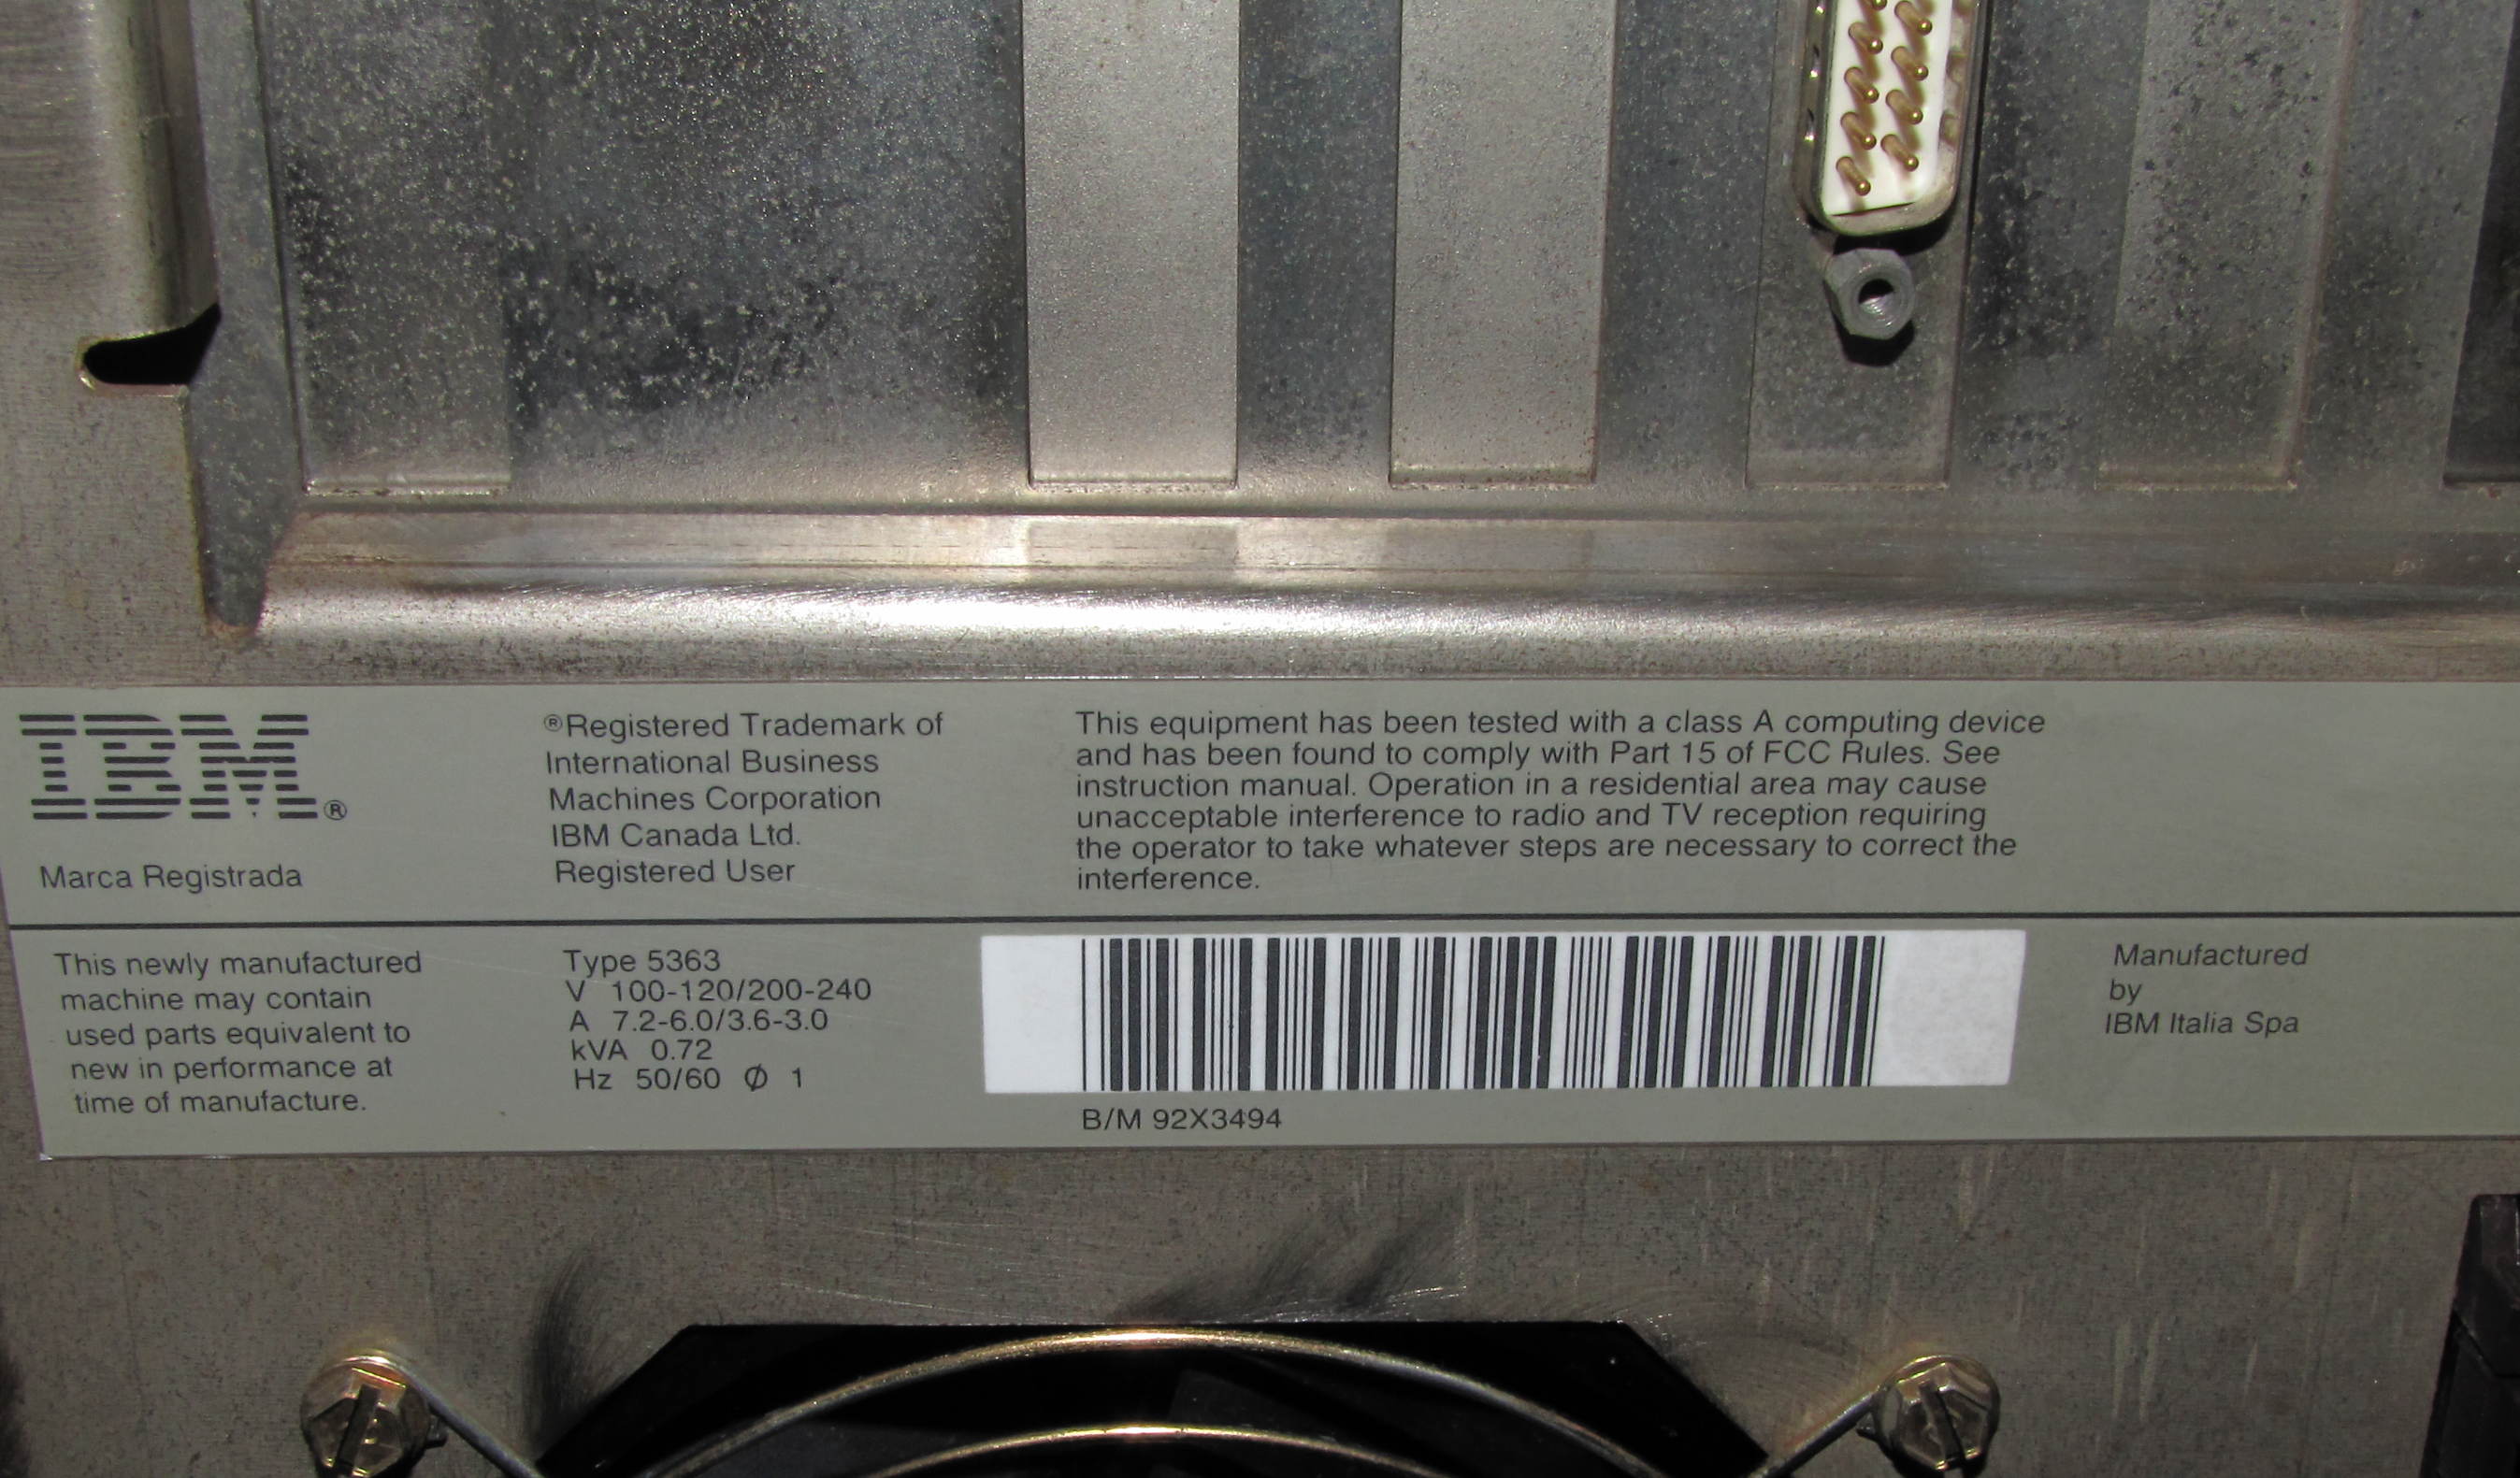 IBM®
Marca Registrada
®Registered Trademark of
International Business
Machines Corporation
IBM Canada Ltd.
Registered User
This equipment has been tested with a class A computing device
and has been found to comply with Part 15 of FCC Rules. See
instruction manual. Operation in a residential area may cause
unacceptable interference to radio and TV reception requiring
the operator to take whatever steps are necessary to correct the
interference.
This newly manufactured
machine may contain
used parts equivalent to
new in performance at
time of manufacture.
Type 5363
V 100-120/200-240
A 7.2-6.0/3.6-3.0
kVA 0.72
Hz 50/60 Ø 1
B/M 92X3494
Manufactured
by
IBM Italia Spa